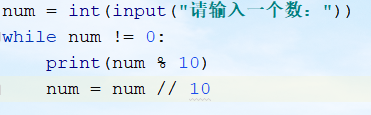 num = int(input("请输入一个数："))
while num != 0:
    print(num % 10)
    num = num // 10